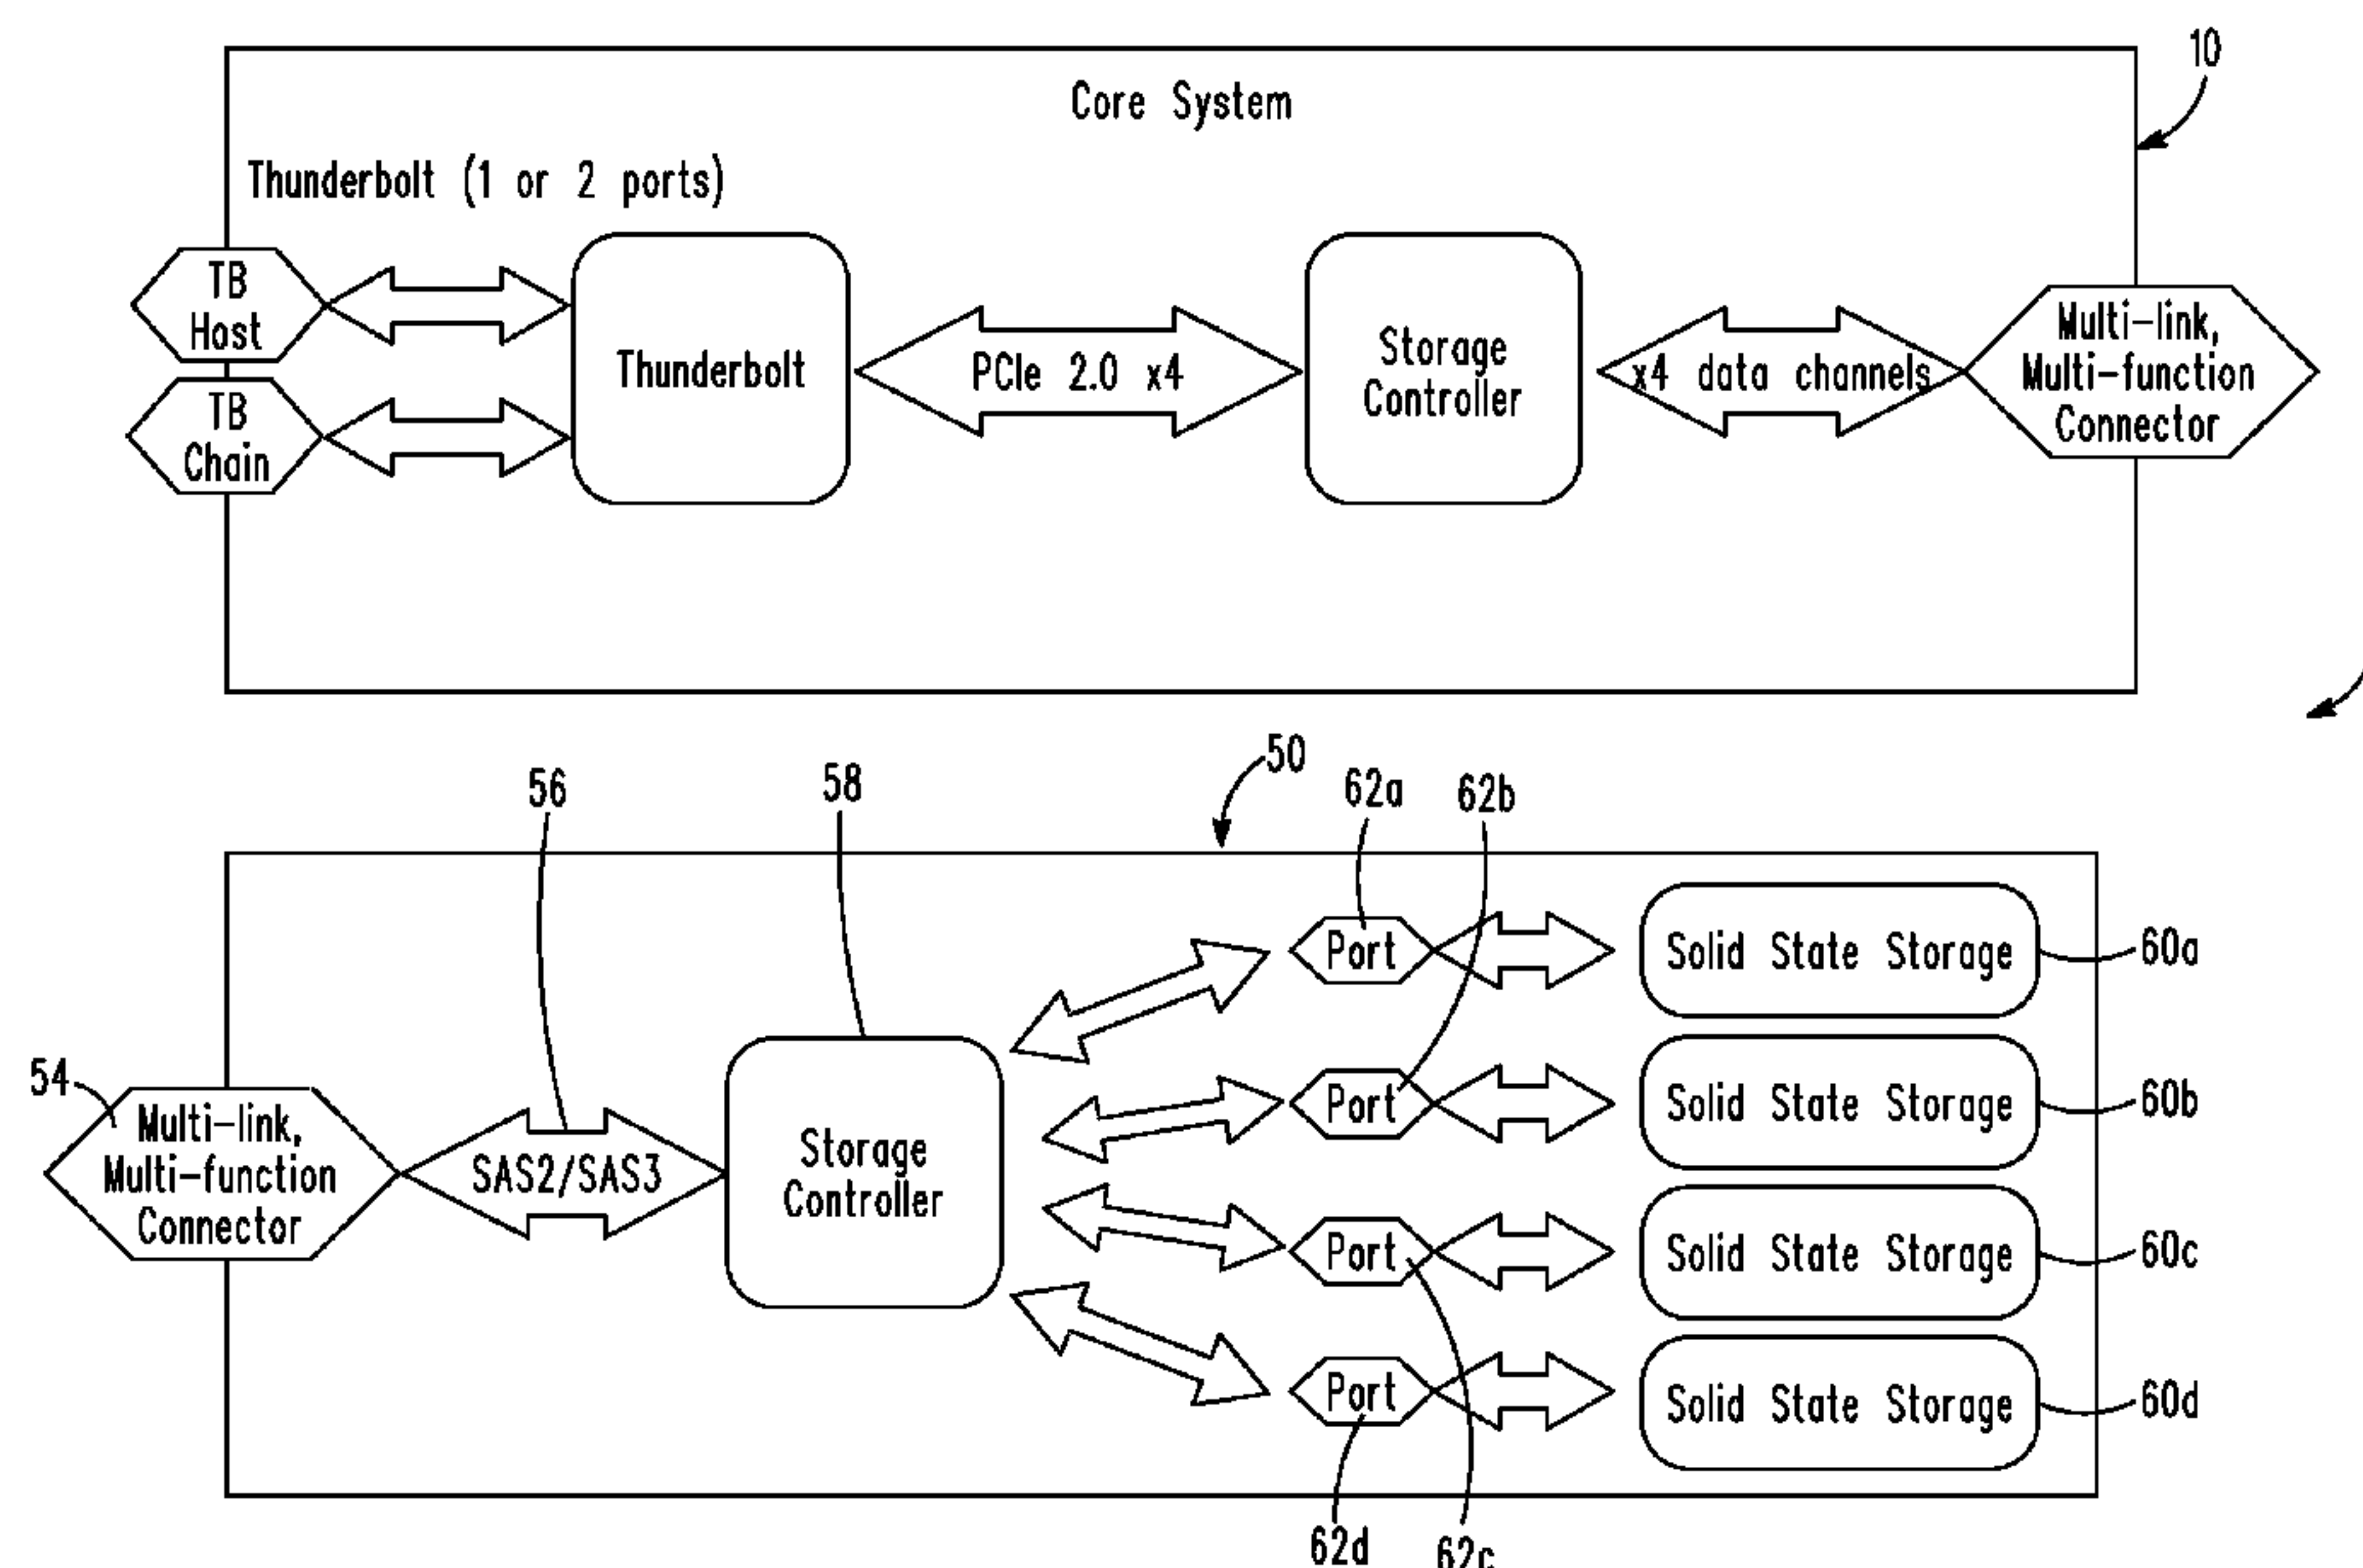 10
Core System
Thunderbolt (1 or 2 ports)
TB
Host
TB
Chain
Thunderbolt
PCIe 2.0 x4
Storage
Controller
x4 data channels
Multi-link,
Multi-function
Connector
50
56
58
62a
62b
54
Multi-link,
Multi-function
Connector
SAS2/SAS3
Storage
Controller
Port
Solid State Storage
60a
Port
Solid State Storage
60b
Port
Solid State Storage
60c
Port
Solid State Storage
60d
62d
62c